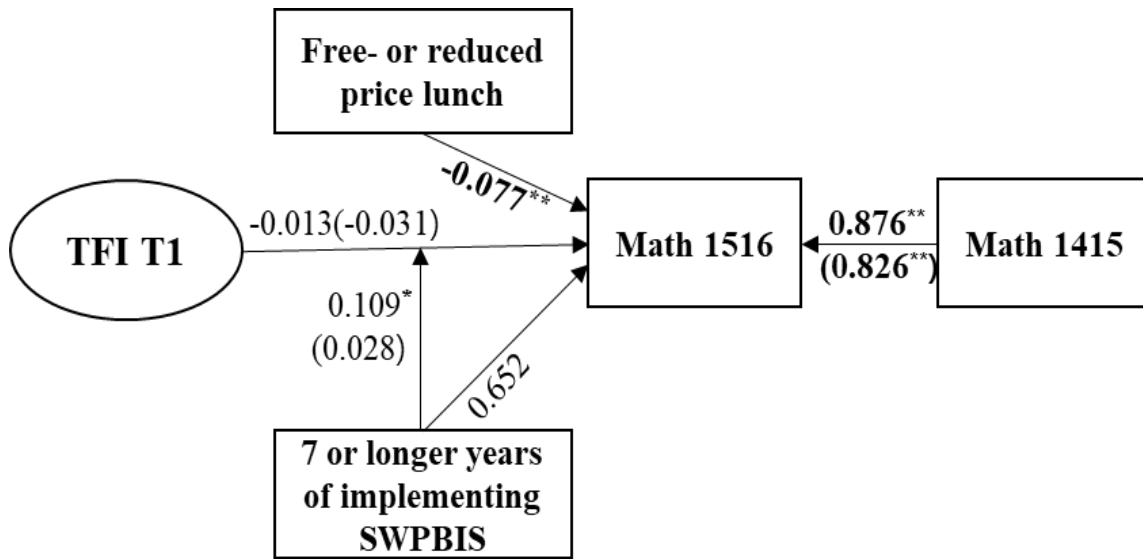 Free- or reduced
price lunch
-0.077**
-0.013(-0.031)
TFI T1
Math 1516
0.876**
(0.826**)
Math 1415
0.109*
(0.028)
0.652
7 or longer years
of implementing
SWPBIS